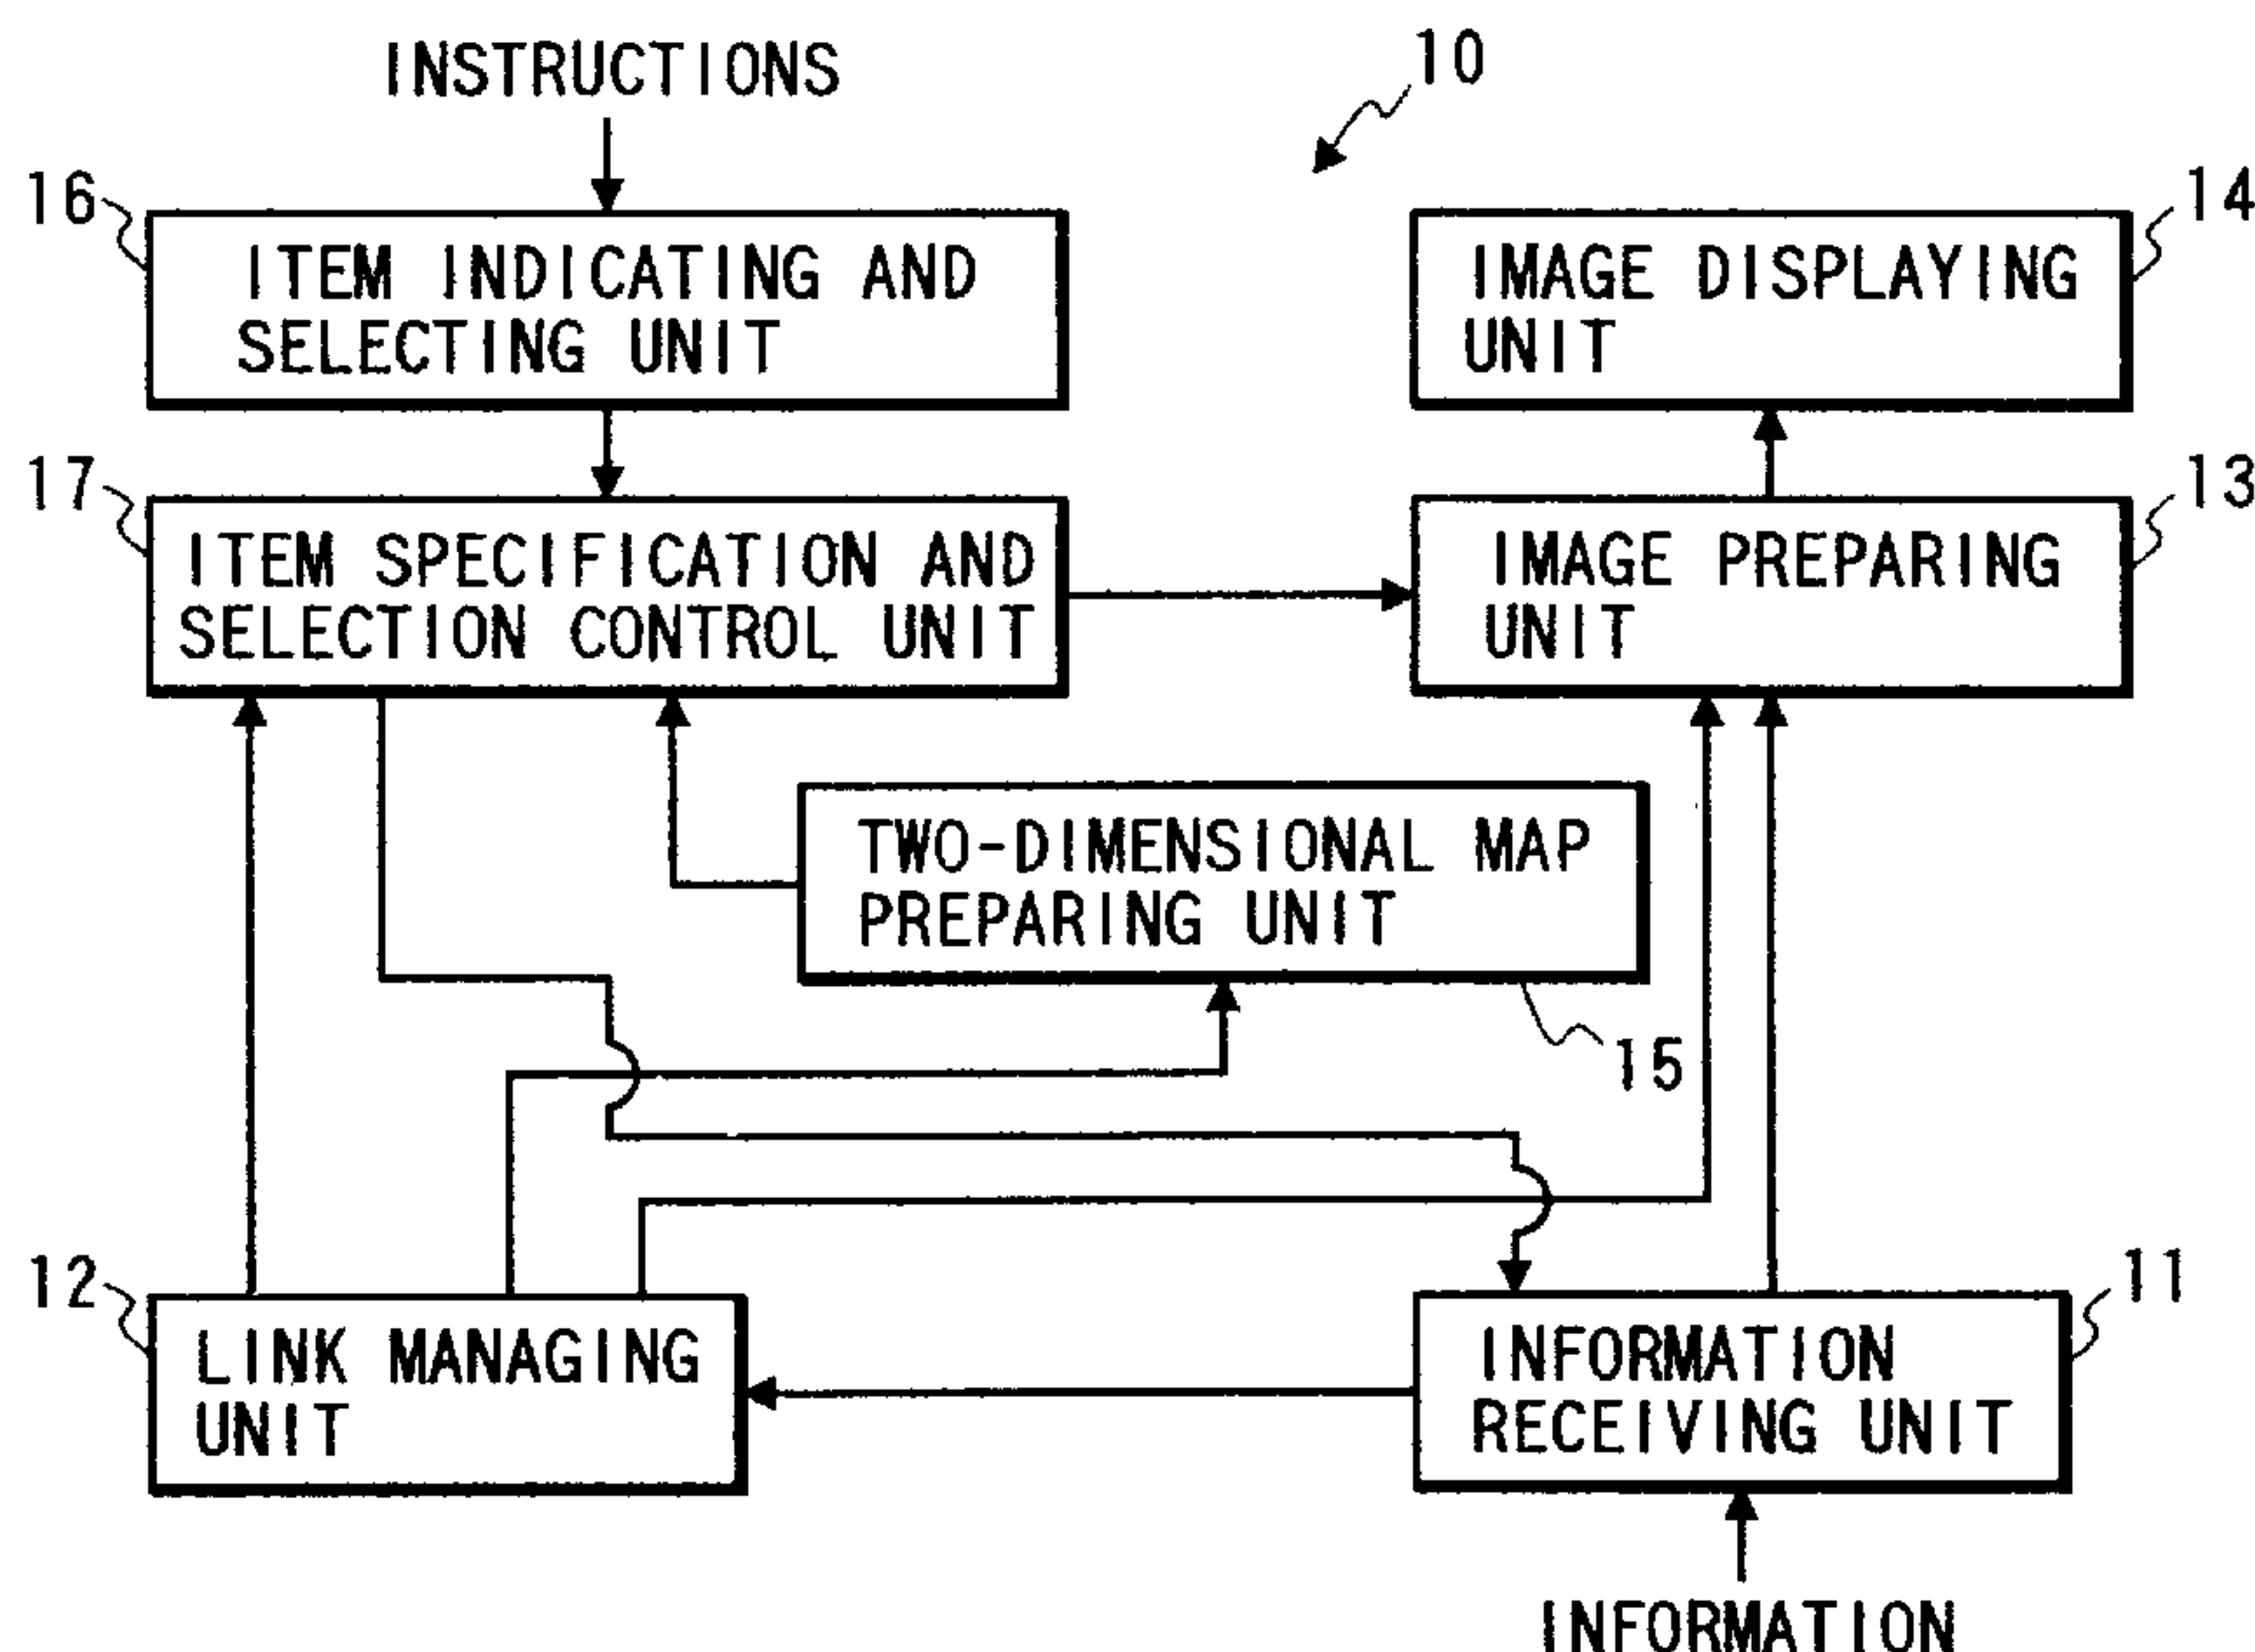 INSTRUCTIONS
10
16
ITEM INDICATING AND
SELECTING UNIT
14
IMAGE DISPLAYING
UNIT
17
ITEM SPECIFICATION AND
SELECTION CONTROL UNIT
13
IMAGE PREPARING
UNIT
TWO-DIMENSIONAL MAP
PREPARING UNIT
15
12
LINK MANAGING
UNIT
11
INFORMATION
RECEIVING UNIT
INFORMATION